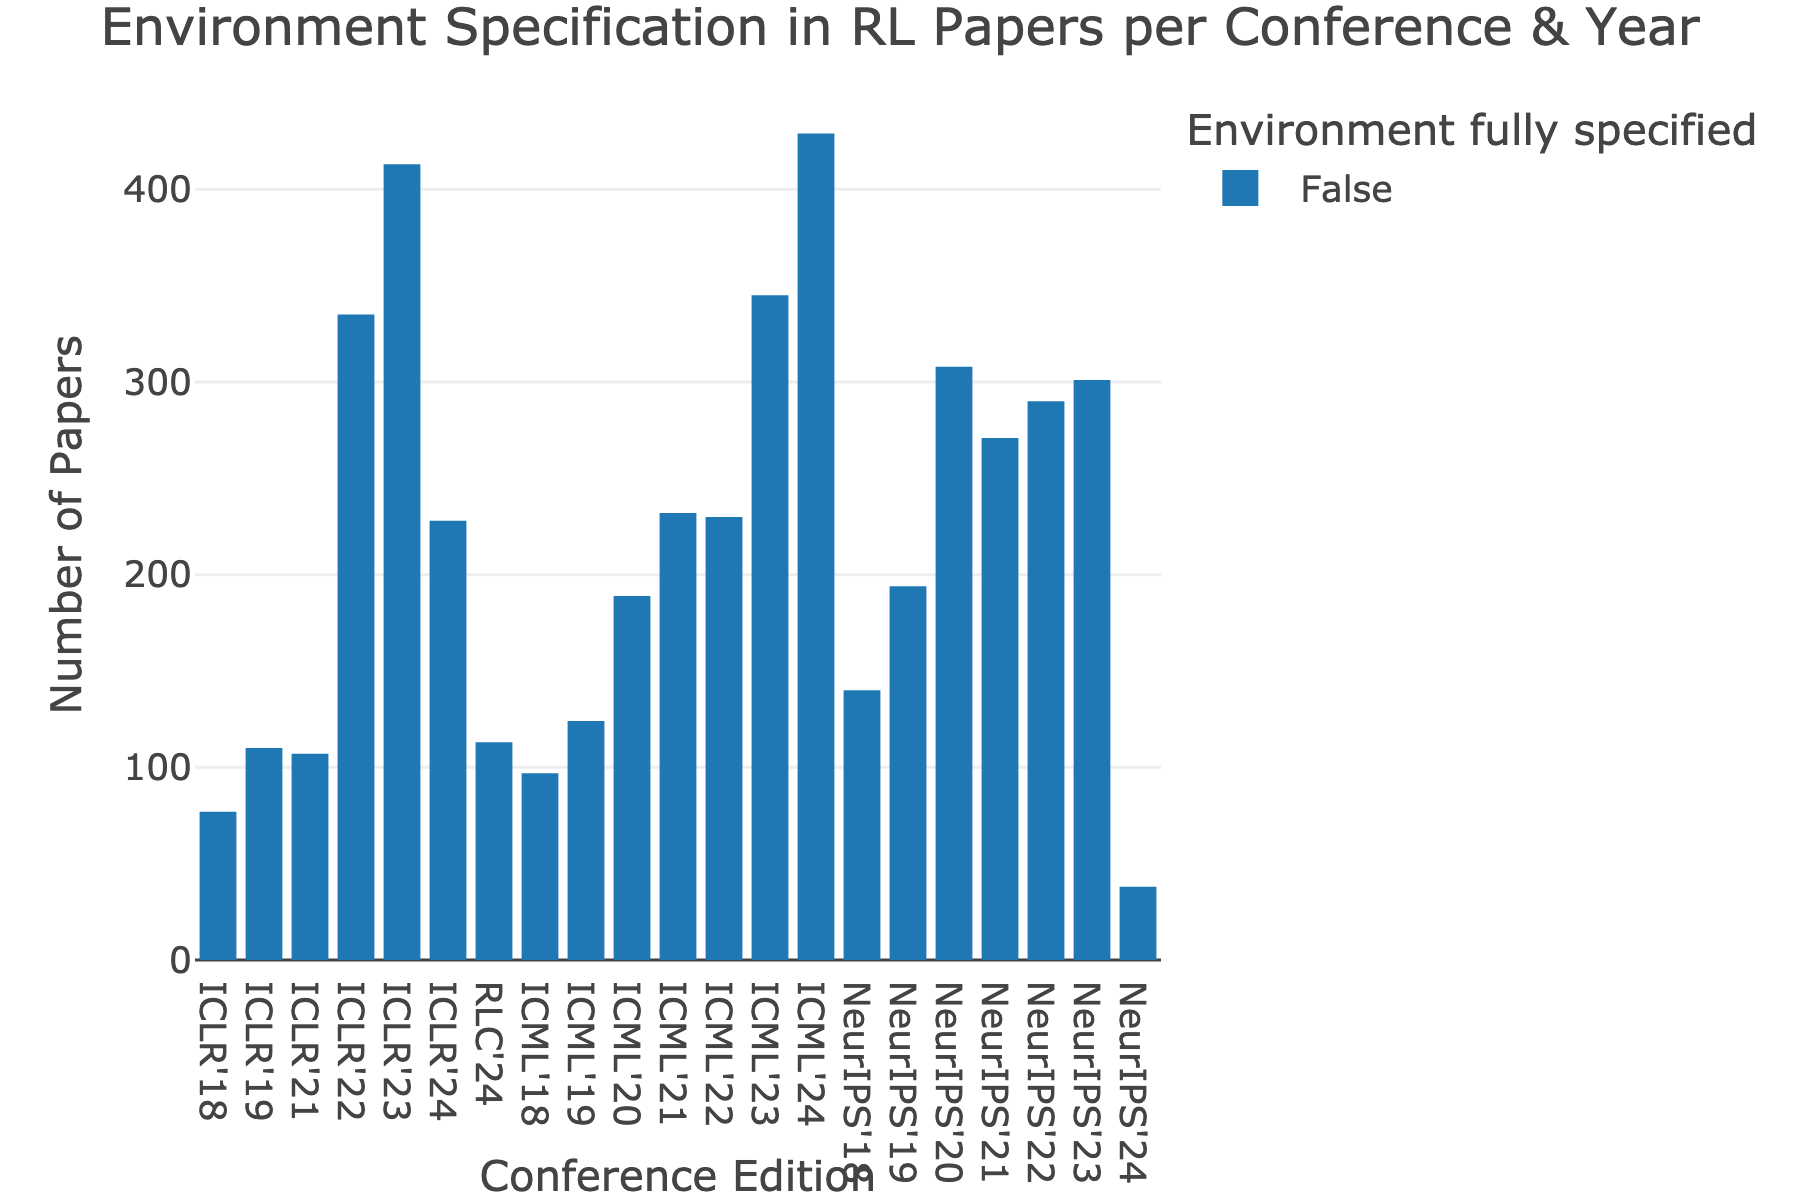 Environment Specification in RL Papers per Conference & Year
Environment fully specified
False
Number of Papers
400
300
200
100
0
ICLR'18
ICLR'19
ICLR'21
ICLR'22
ICLR'23
ICLR'24
RLC'24
ICML'18
ICML'19
ICML'20
ICML'21
ICML'22
ICML'23
ICML'24
NeurIPS'18
NeurIPS'19
NeurIPS'20
NeurIPS'21
NeurIPS'22
NeurIPS'23
NeurIPS'24
Conference Edition